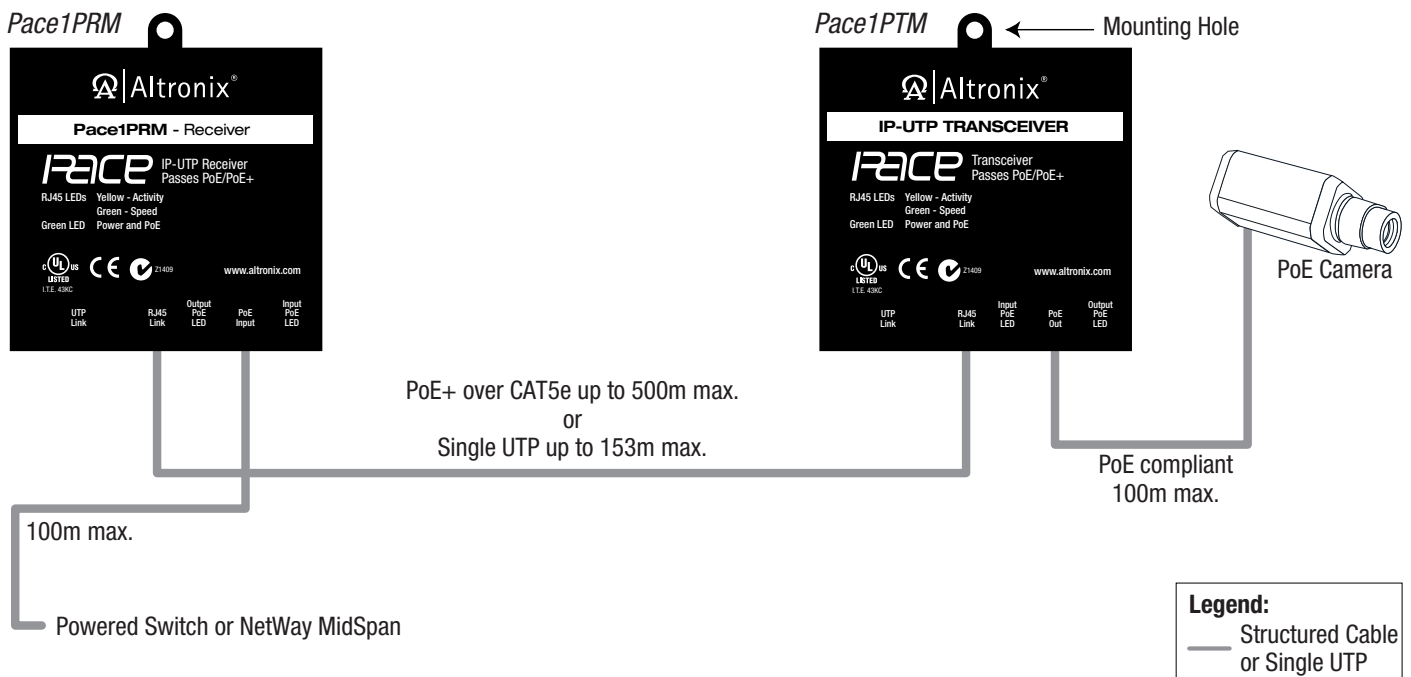 Pace1PRM
Altronix®
Pace1PRM - Receiver
PACE
IP-UTP Receiver
Passes PoE/PoE+
RJ45 LEDs Yellow - Activity
Green - Speed
Green LED Power and PoE
c UL us
LISTED
I.T.E. 43KC
CE
Z1409
www.altronix.com
UTP
Link
RJ45
Link
Output
PoE
LED
PoE
Input
Input
PoE
LED
Pace1PTM
Mounting Hole
Altronix®
IP-UTP TRANSCEIVER
PACE
Transceiver
Passes PoE/PoE+
RJ45 LEDs Yellow - Activity
Green - Speed
Green LED Power and PoE
c UL us
LISTED
I.T.E. 43KC
CE
Z1409
www.altronix.com
UTP
Link
RJ45
Link
Input
PoE
LED
PoE
Out
Output
PoE
LED
PoE Camera
PoE+ over CAT5e up to 500m max.
or
Single UTP up to 153m max.
PoE compliant
100m max.
100m max.
Powered Switch or NetWay MidSpan
Legend:
Structured Cable
or Single UTP